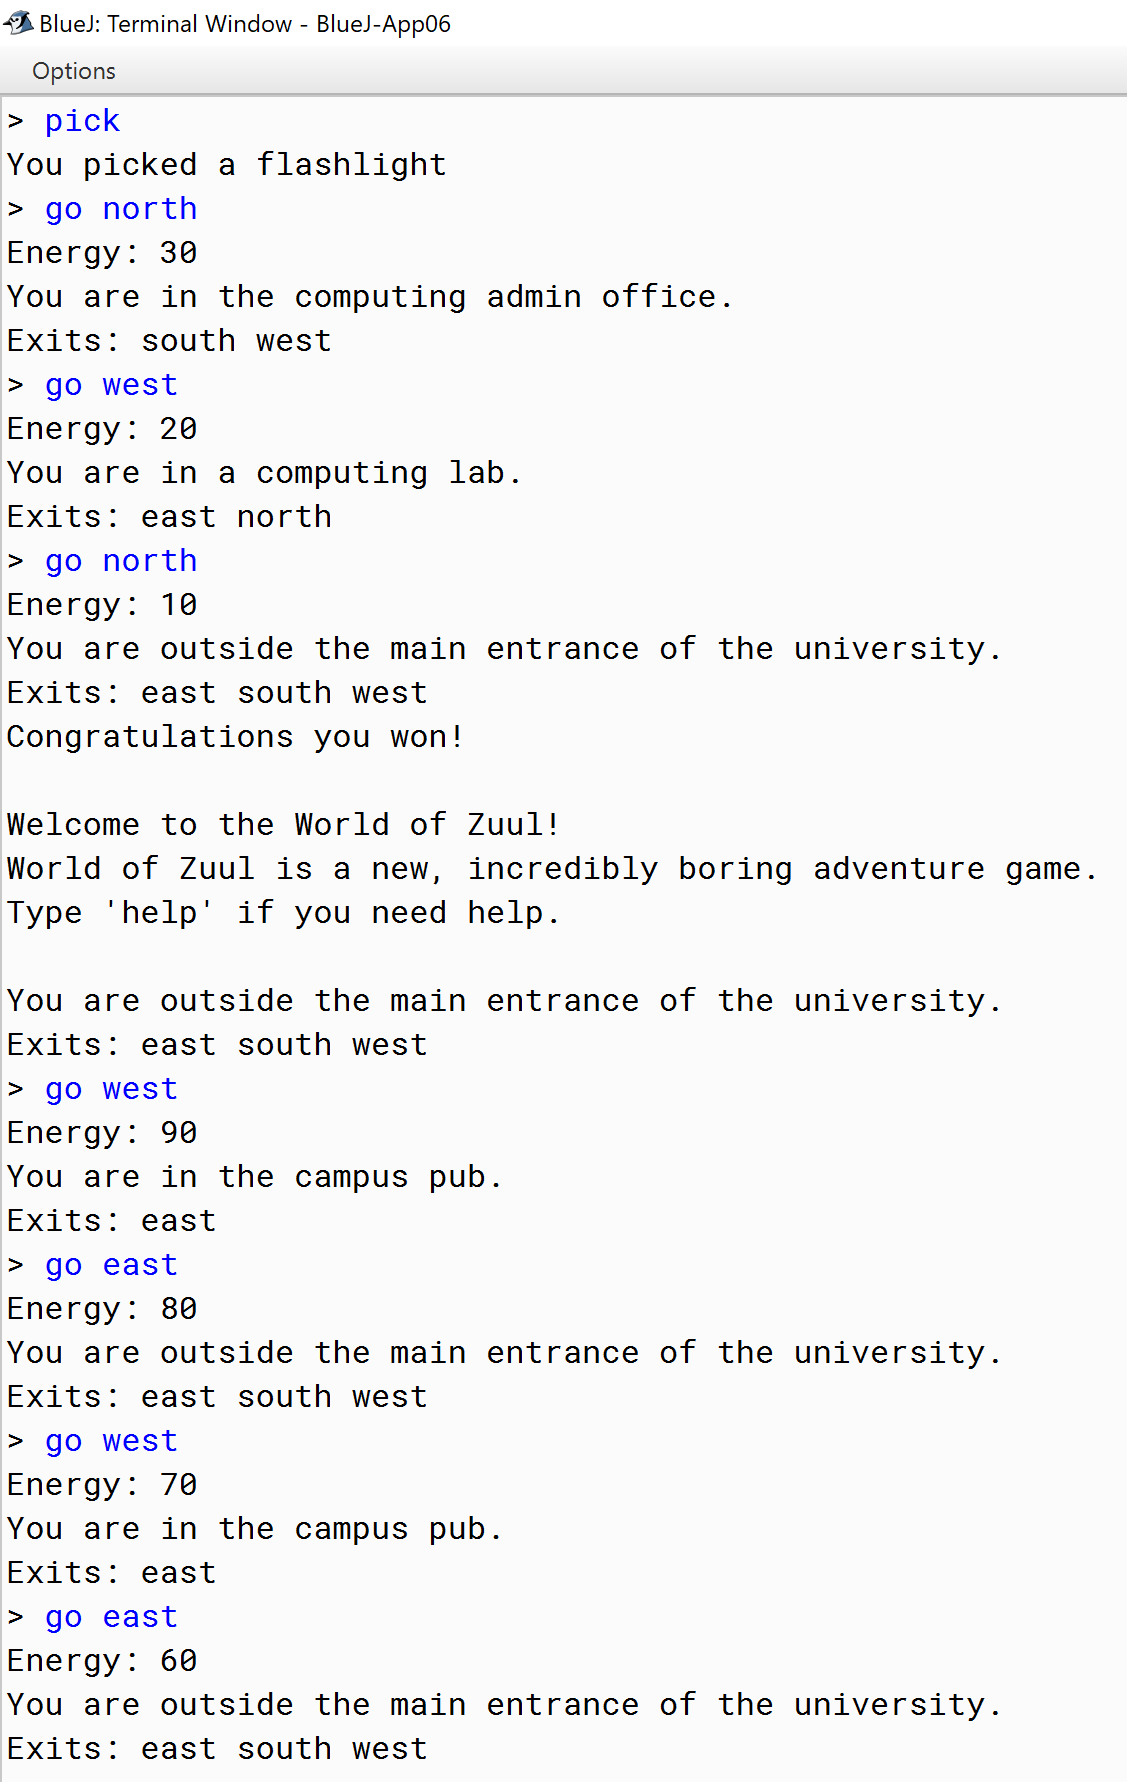 BlueJ: Terminal Window - BlueJ-App06
Options
> pick
You picked a flashlight
> go north
Energy: 30
You are in the computing admin office.
Exits: south west
> go west
Energy: 20
You are in a computing lab.
Exits: east north
> go north
Energy: 10
You are outside the main entrance of the university.
Exits: east south west
Congratulations you won!
Welcome to the World of Zuul!
World of Zuul is a new, incredibly boring adventure game.
Type 'help' if you need help.
You are outside the main entrance of the university.
Exits: east south west
> go west
Energy: 90
You are in the campus pub.
Exits: east
> go east
Energy: 80
You are outside the main entrance of the university.
Exits: east south west
> go west
Energy: 70
You are in the campus pub.
Exits: east
> go east
Energy: 60
You are outside the main entrance of the university.
Exits: east south west